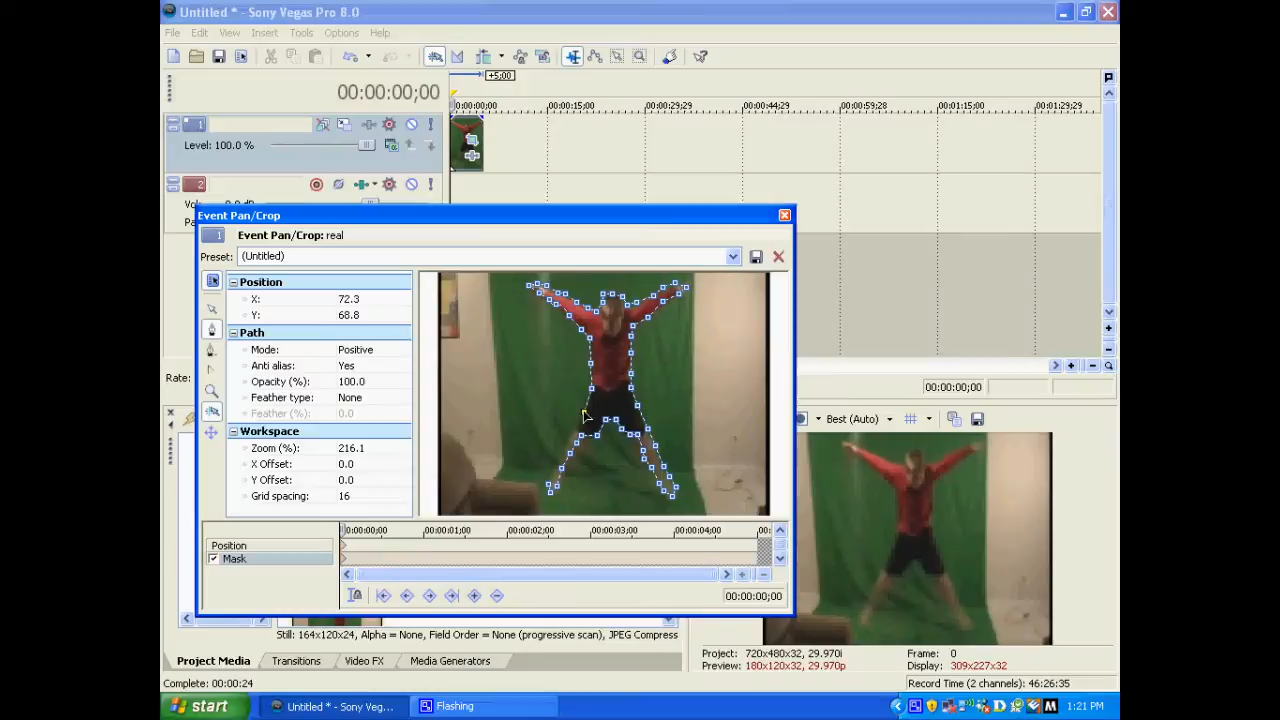 Untitled * - Sony Vegas Pro 8.0
File Edit View Insert Tools Options Help
+5;00
00:00:00;00
00:00:00;00 00:00:15;00 00:00:29;29 00:00:44;29 00:00:59;28 00:01:15;00 00:01:29;29
1
Level: 100.0 %
2
Event Pan/Crop
1 Event Pan/Crop: real
Preset: (Untitled)
Position
X: 72.3
Y: 68.8
Path
Mode: Positive
Anti alias: Yes
Opacity (%): 100.0
Feather type: None
Feather (%): 0.0
Workspace
Zoom (%): 216.1
X Offset: 0.0
Y Offset: 0.0
Grid spacing: 16
00:00:00;00 00:00:01;00 00:00:02;00 00:00:03;00 00:00:04;00 00:
Position
Mask
00:00:00;00
Rate:
00:00:00;00
Best (Auto)
Still: 164x120x24, Alpha = None, Field Order = None (progressive scan), JPEG Compress
Project Media Transitions Video FX Media Generators
Project: 720x480x32, 29.970i Frame: 0
Preview: 180x120x32, 29.970p Display: 309x227x32
Complete: 00:00:24 Record Time (2 channels): 46:26:35
start Untitled * - Sony Veg... Flashing 1:21 PM